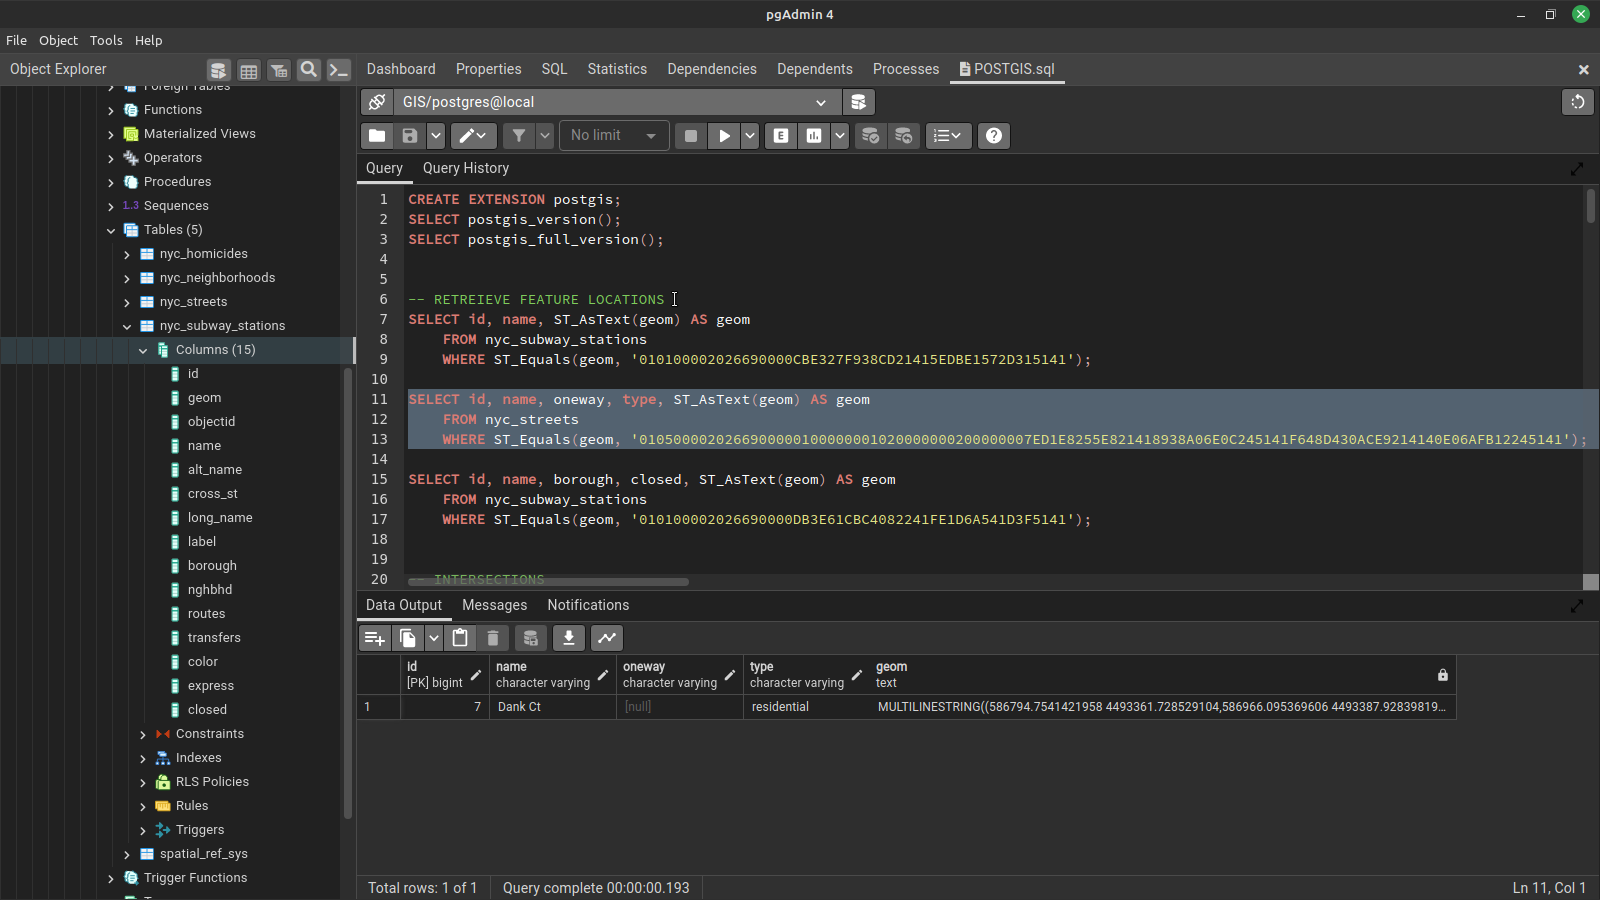 pgAdmin 4
File Object Tools Help
Object Explorer
Dashboard Properties SQL Statistics Dependencies Dependents Processes POSTGIS.sql
Foreign Tables
Functions
Materialized Views
Operators
Procedures
1.3 Sequences
Tables (5)
nyc_homicides
nyc_neighborhoods
nyc_streets
nyc_subway_stations
Columns (15)
id
geom
objectid
name
alt_name
cross_st
long_name
label
borough
nghbhd
routes
transfers
color
express
closed
Constraints
Indexes
RLS Policies
Rules
Triggers
spatial_ref_sys
Trigger Functions
GIS/postgres@local
No limit
E
Query Query History
1 CREATE EXTENSION postgis;
2 SELECT postgis_version();
3 SELECT postgis_full_version();
4
5
6 -- RETREIEVE FEATURE LOCATIONS
7 SELECT id, name, ST_AsText(geom) AS geom
8 FROM nyc_subway_stations
9 WHERE ST_Equals(geom, '010100002026690000CBE327F938CD21415EDBE1572D315141');
10
11 SELECT id, name, oneway, type, ST_AsText(geom) AS geom
12 FROM nyc_streets
13 WHERE ST_Equals(geom, '0105000020266900000100000001020000000200000007ED1E8255E821418938A06E0C245141F648D430ACE9214140E06AFB12245141');
14
15 SELECT id, name, borough, closed, ST_AsText(geom) AS geom
16 FROM nyc_subway_stations
17 WHERE ST_Equals(geom, '010100002026690000DB3E61CBC4082241FE1D6A541D3F5141');
18
19
20 -- INTERSECTIONS
Data Output Messages Notifications
id name oneway type geom
[PK] bigint character varying character varying character varying text
1 7 Dank Ct [null] residential MULTILINESTRING((586794.7541421958 4493361.728529104,586966.095369606 4493387.92839819...
Total rows: 1 of 1 Query complete 00:00:00.193 Ln 11, Col 1